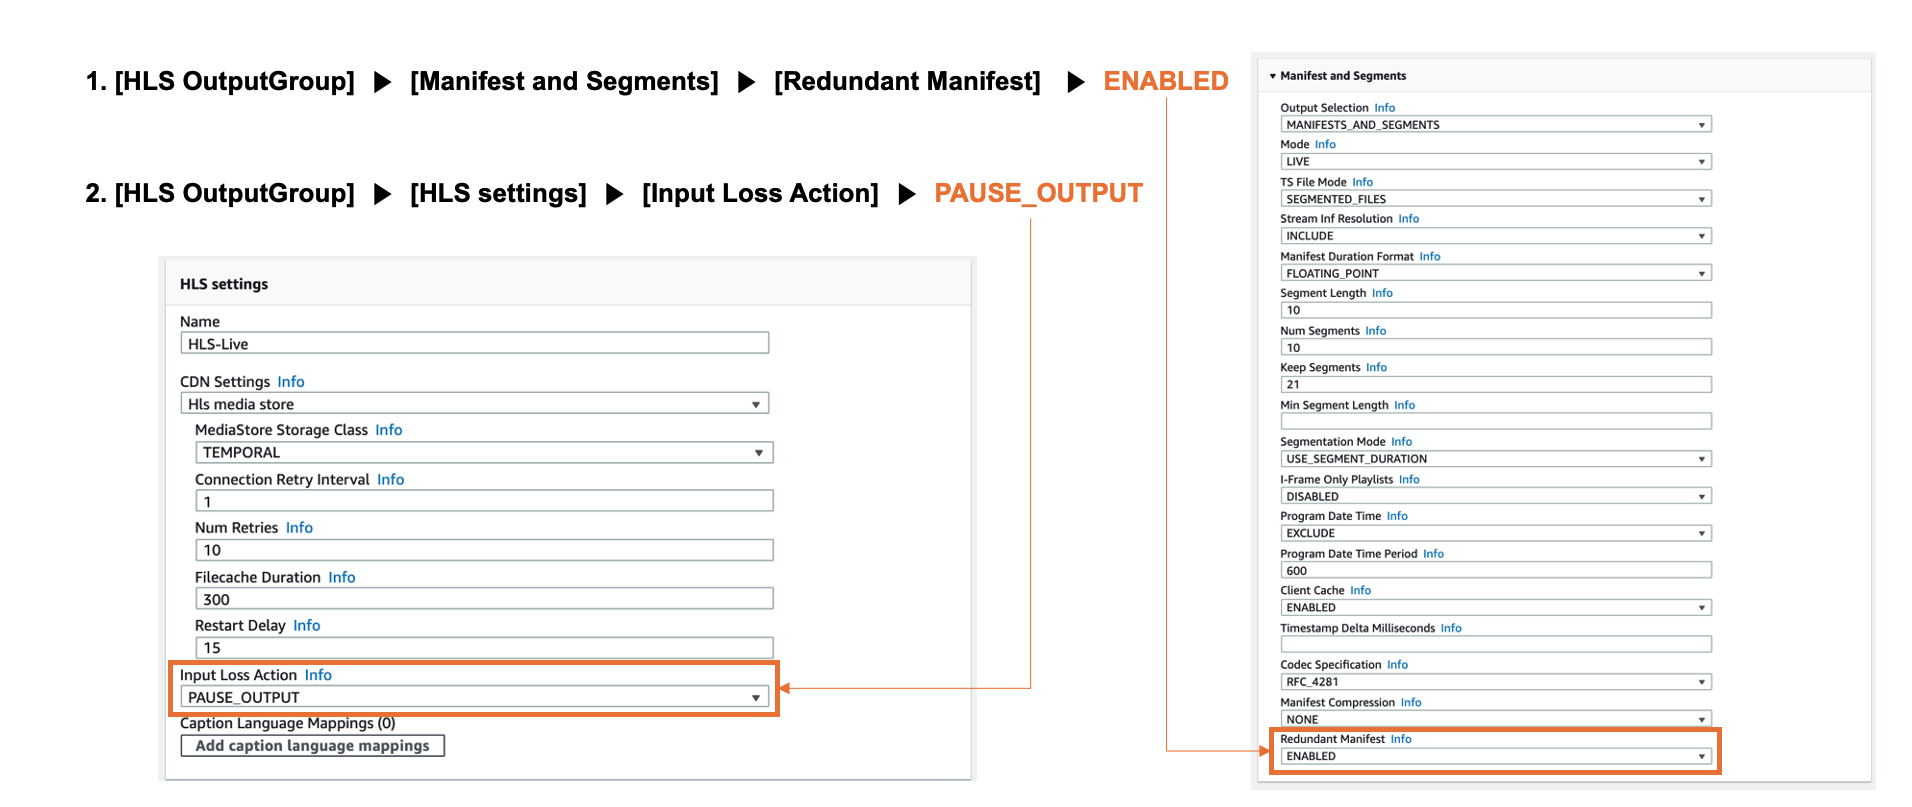 1. [HLS OutputGroup] ▶ [Manifest and Segments] ▶ [Redundant Manifest] ▶ ENABLED
2. [HLS OutputGroup] ▶ [HLS settings] ▶ [Input Loss Action] ▶ PAUSE_OUTPUT
HLS settings
Name
HLS-Live
CDN Settings Info
Hls media store
MediaStore Storage Class Info
TEMPORAL
Connection Retry Interval Info
1
Num Retries Info
10
Filecache Duration Info
300
Restart Delay Info
15
Input Loss Action Info
PAUSE_OUTPUT
Caption Language Mappings (0)
Add caption language mappings
Manifest and Segments
Output Selection Info
MANIFESTS_AND_SEGMENTS
Mode Info
LIVE
TS File Mode Info
SEGMENTED_FILES
Stream Inf Resolution Info
INCLUDE
Manifest Duration Format Info
FLOATING_POINT
Segment Length Info
10
Num Segments Info
10
Keep Segments Info
21
Min Segment Length Info
Segmentation Mode Info
USE_SEGMENT_DURATION
I-Frame Only Playlists Info
DISABLED
Program Date Time Info
EXCLUDE
Program Date Time Period Info
600
Client Cache Info
ENABLED
Timestamp Delta Milliseconds Info
Codec Specification Info
RFC_4281
Manifest Compression Info
NONE
Redundant Manifest Info
ENABLED